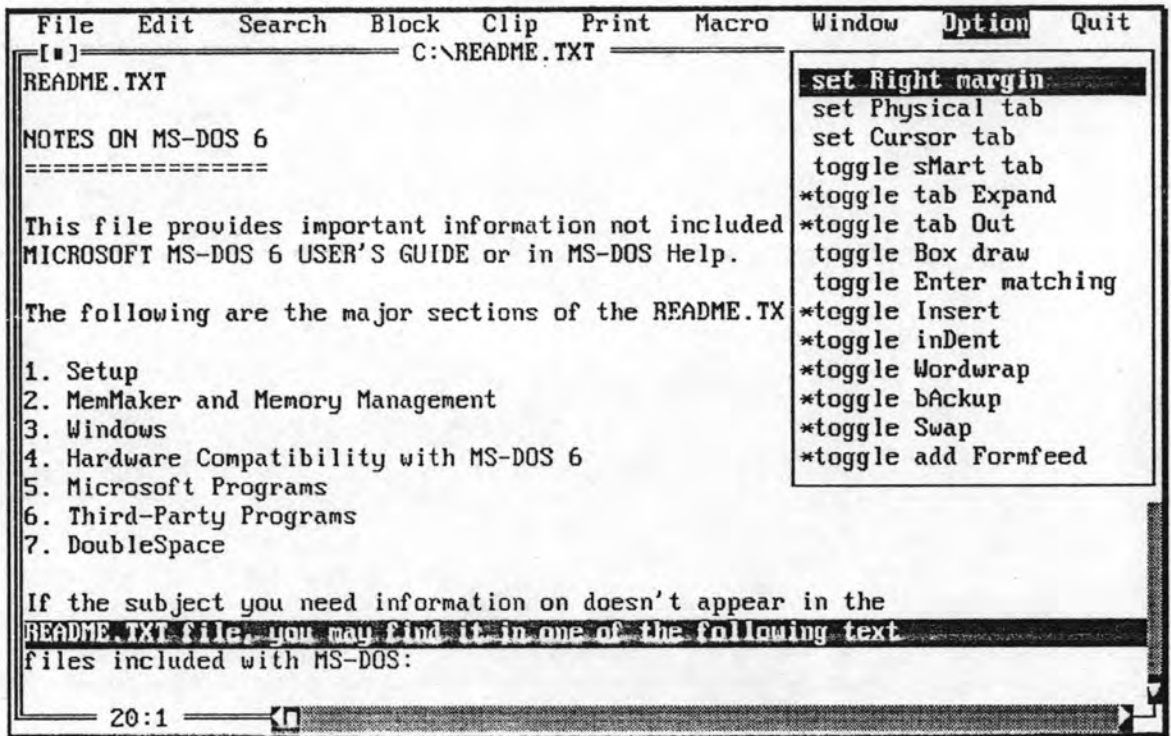 File Edit Search Block Clip Print Macro Window Option Quit
[■] C:\README.TXT
README.TXT
NOTES ON MS-DOS 6
=================
This file provides important information not included
MICROSOFT MS-DOS 6 USER'S GUIDE or in MS-DOS Help.
The following are the major sections of the README.TX
1. Setup
2. MemMaker and Memory Management
3. Windows
4. Hardware Compatibility with MS-DOS 6
5. Microsoft Programs
6. Third-Party Programs
7. DoubleSpace
If the subject you need information on doesn't appear in the
README.TXT file, you may find it in one of the following text
files included with MS-DOS:
20:1
set Right margin
set Physical tab
set Cursor tab
toggle sMart tab
*toggle tab Expand
*toggle tab Out
toggle Box draw
toggle Enter matching
*toggle Insert
*toggle inDent
*toggle Wordwrap
*toggle bAckup
*toggle Swap
*toggle add Formfeed